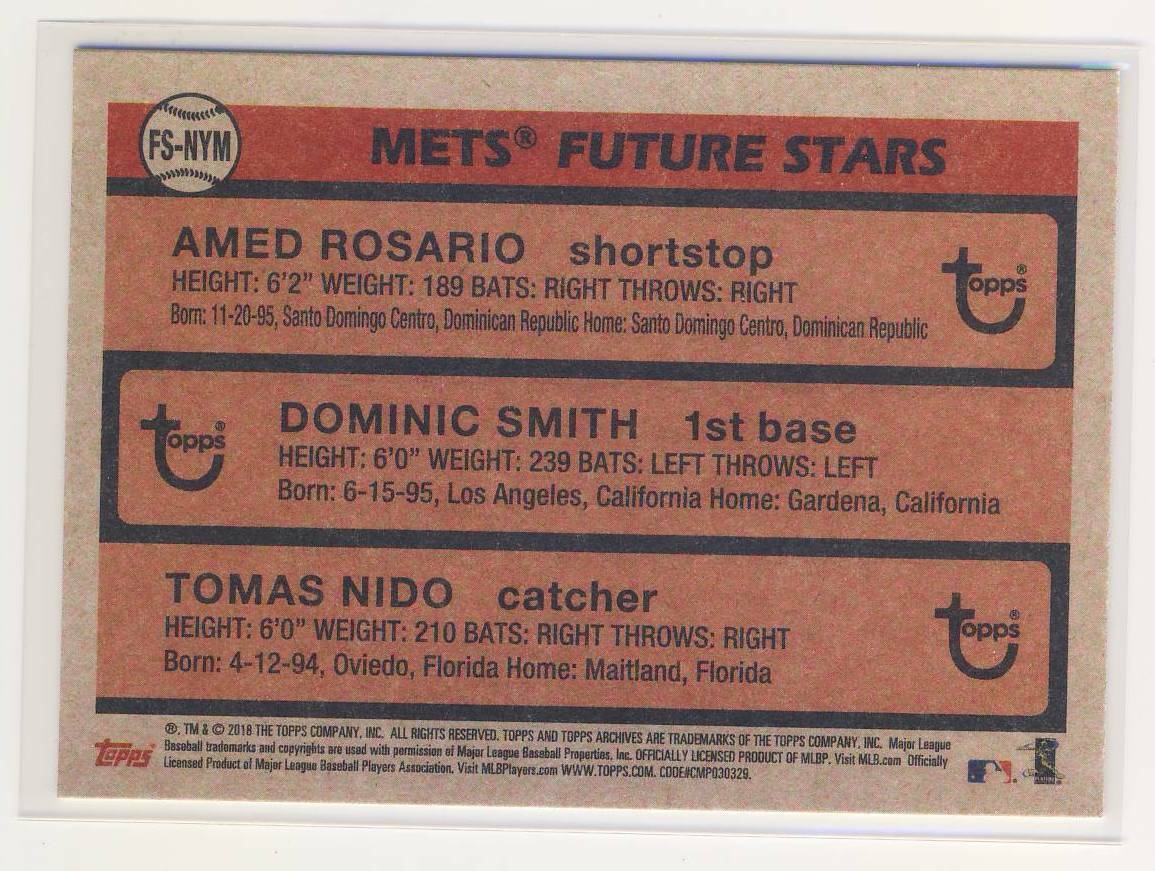 FS-NYM
METS® FUTURE STARS
AMED ROSARIO shortstop
HEIGHT: 6'2" WEIGHT: 189 BATS: RIGHT THROWS: RIGHT
Born: 11-20-95, Santo Domingo Centro, Dominican Republic Home: Santo Domingo Centro, Dominican Republic
topps®
topps®
DOMINIC SMITH 1st base
HEIGHT: 6'0" WEIGHT: 239 BATS: LEFT THROWS: LEFT
Born: 6-15-95, Los Angeles, California Home: Gardena, California
TOMAS NIDO catcher
HEIGHT: 6'0" WEIGHT: 210 BATS: RIGHT THROWS: RIGHT
Born: 4-12-94, Oviedo, Florida Home: Maitland, Florida
topps®
®, TM & © 2018 THE TOPPS COMPANY, INC. ALL RIGHTS RESERVED. TOPPS AND TOPPS ARCHIVES ARE TRADEMARKS OF THE TOPPS COMPANY, INC. Major League
Baseball trademarks and copyrights are used with permission of Major League Baseball Properties, Inc. OFFICIALLY LICENSED PRODUCT OF MLBP. Visit MLB.com Officially
Licensed Product of Major League Baseball Players Association. Visit MLBPlayers.com WWW.TOPPS.COM. CODE#CMP030329.
Topps®